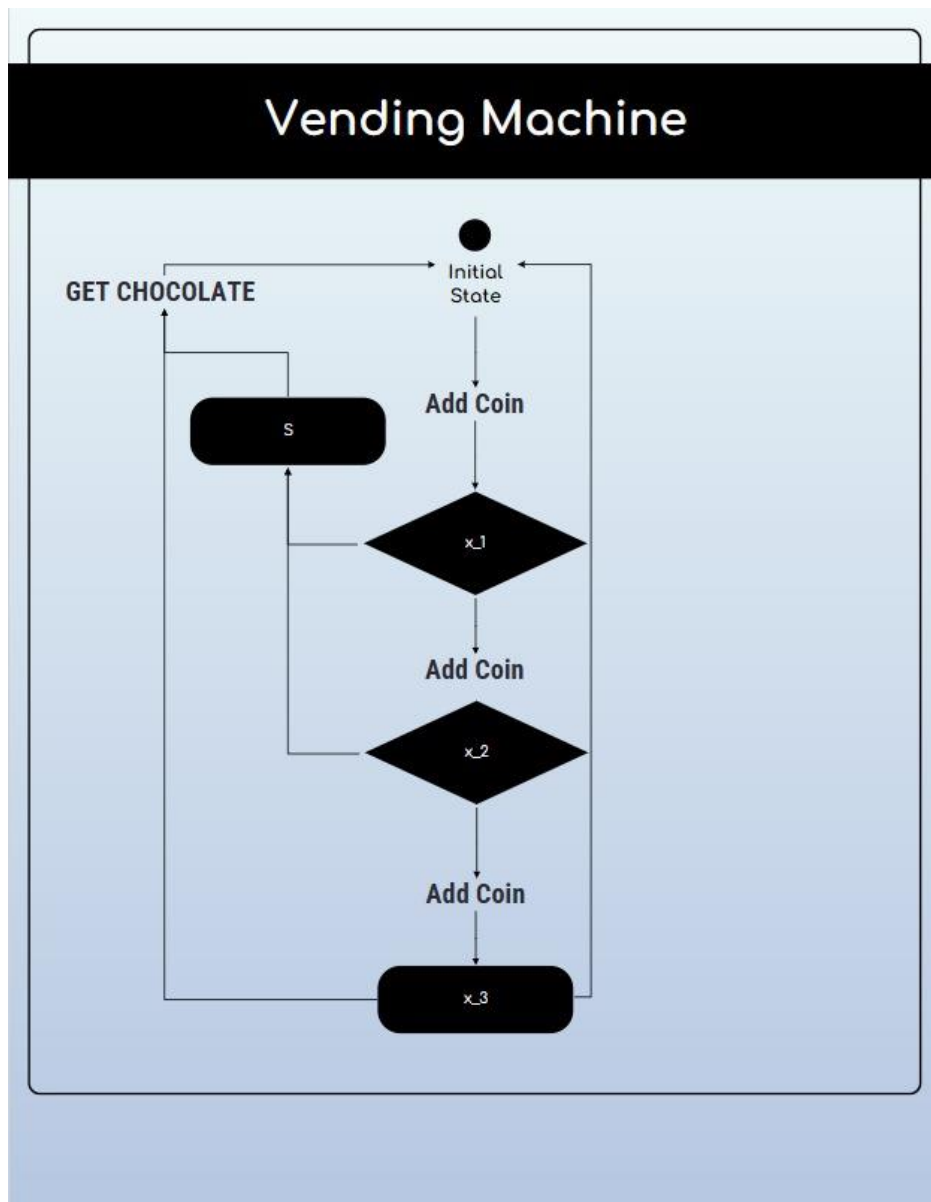 Vending Machine
Initial
State
GET CHOCOLATE
Add Coin
S
x_1
Add Coin
x_2
Add Coin
x_3